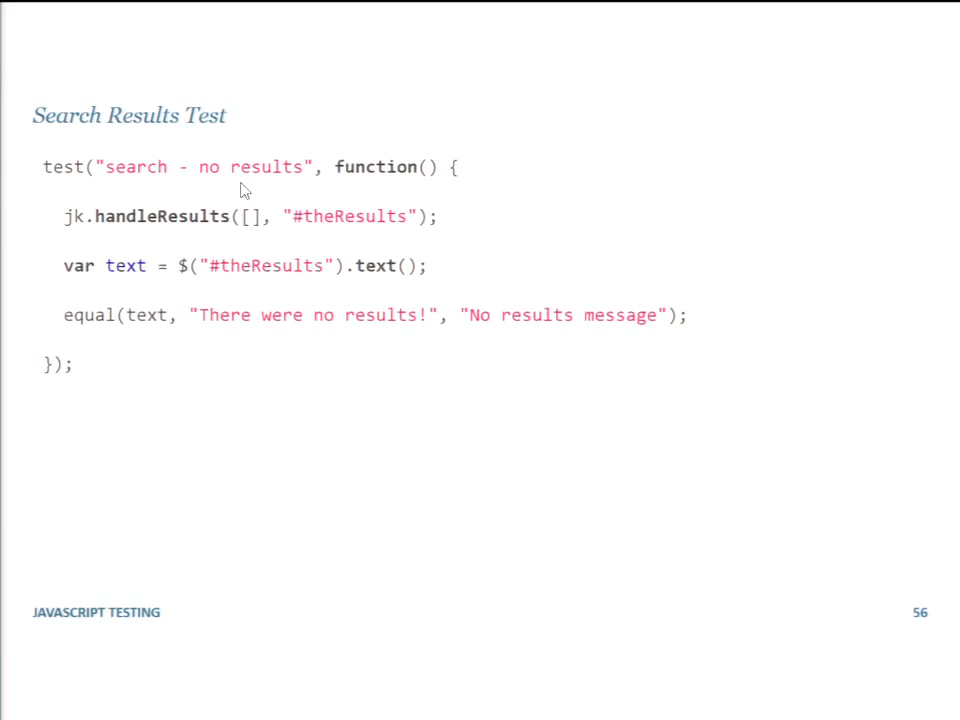 Search Results Test
test("search - no results", function() {
jk.handleResults([], "#theResults");
var text = $("#theResults").text();
equal(text, "There were no results!", "No results message");
});
JAVASCRIPT TESTING
56